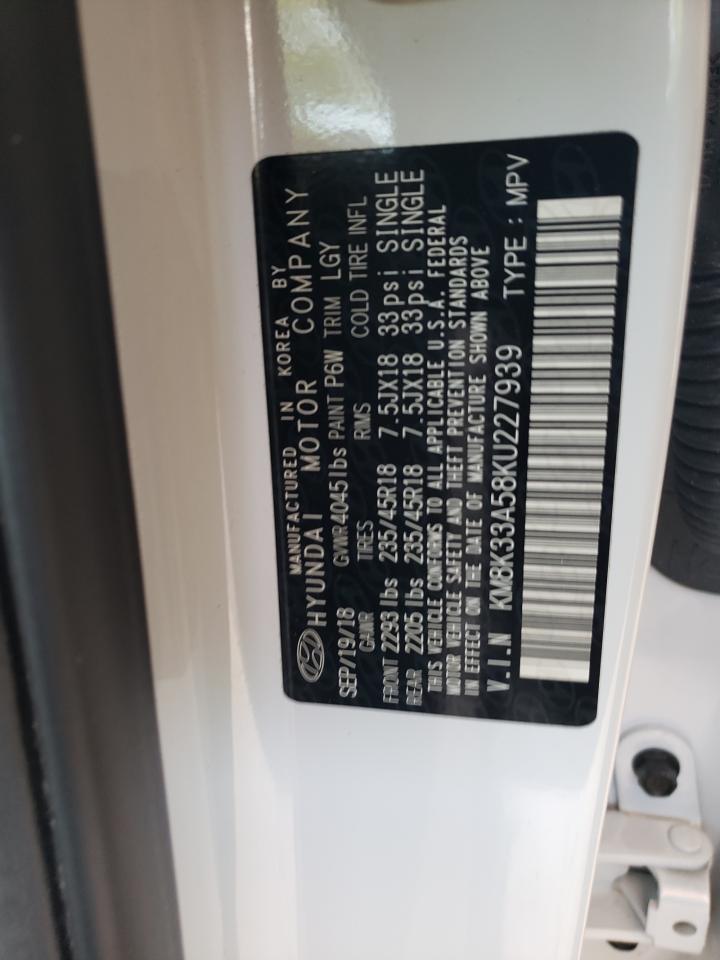 MANUFACTURED IN KOREA BY
HYUNDAI MOTOR COMPANY
SEP/19/18 GVWR 4045 lbs PAINT P6W TRIM LGY
GAWR TIRES RIMS COLD TIRE INFL
FRONT 2293 lbs 235/45R18 7.5JX18 33psi SINGLE
REAR 2205 lbs 235/45R18 7.5JX18 33psi SINGLE
THIS VEHICLE CONFORMS TO ALL APPLICABLE U.S.A. FEDERAL
MOTOR VEHICLE SAFETY AND THEFT PREVENTION STANDARDS
IN EFFECT ON THE DATE OF MANUFACTURE SHOWN ABOVE
V.I.N KM8K33A58KU227939 TYPE : MPV